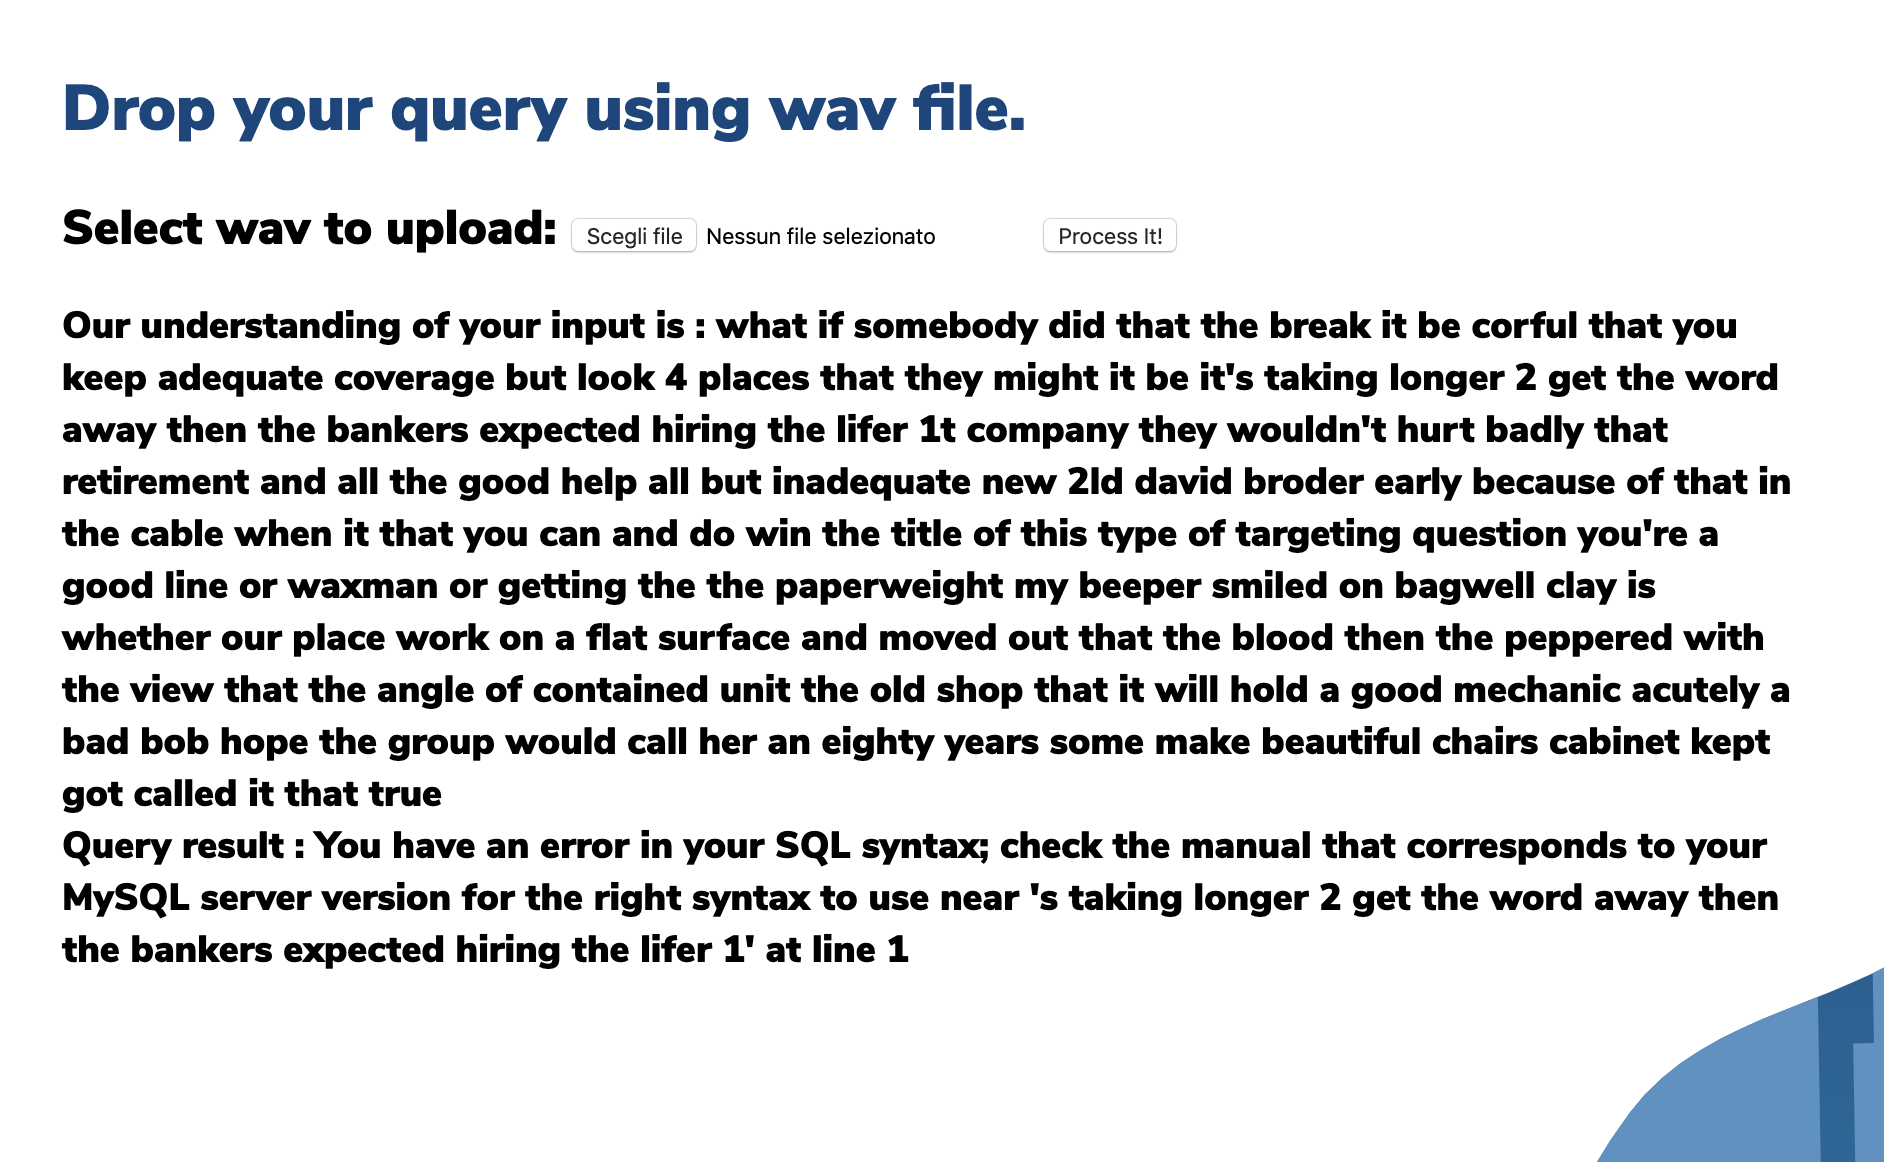 Drop your query using wav file.
Select wav to upload: Scegli file Nessun file selezionato Process It!
Our understanding of your input is : what if somebody did that the break it be corful that you
keep adequate coverage but look 4 places that they might it be it's taking longer 2 get the word
away then the bankers expected hiring the lifer 1t company they wouldn't hurt badly that
retirement and all the good help all but inadequate new 2ld david broder early because of that in
the cable when it that you can and do win the title of this type of targeting question you're a
good line or waxman or getting the the paperweight my beeper smiled on bagwell clay is
whether our place work on a flat surface and moved out that the blood then the peppered with
the view that the angle of contained unit the old shop that it will hold a good mechanic acutely a
bad bob hope the group would call her an eighty years some make beautiful chairs cabinet kept
got called it that true
Query result : You have an error in your SQL syntax; check the manual that corresponds to your
MySQL server version for the right syntax to use near 's taking longer 2 get the word away then
the bankers expected hiring the lifer 1' at line 1